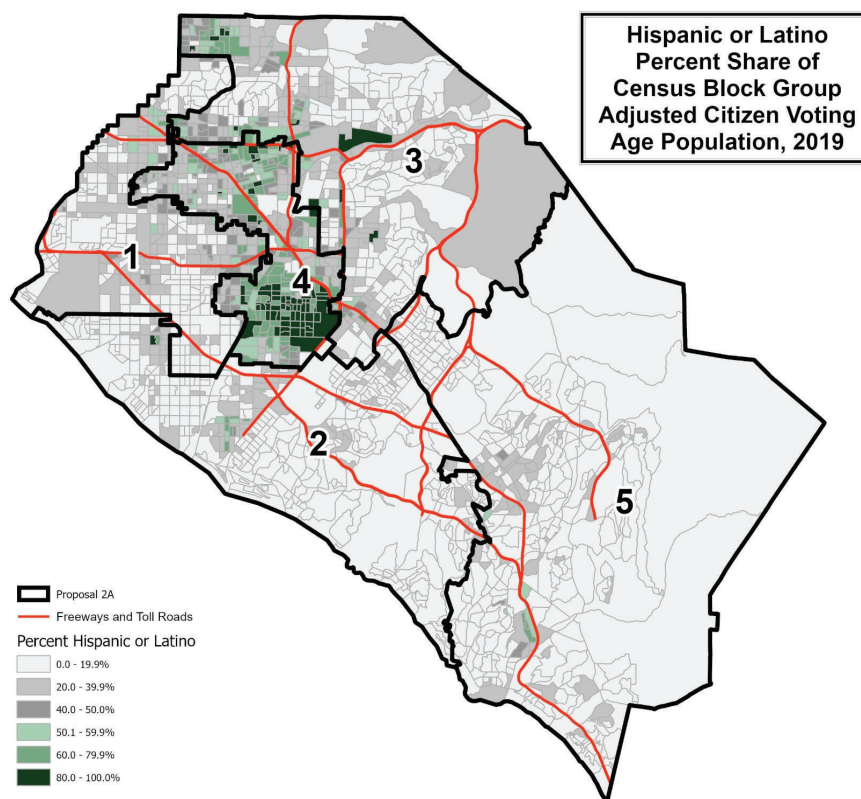 Hispanic or Latino
Percent Share of
Census Block Group
Adjusted Citizen Voting
Age Population, 2019
3
1
4
2
5
Proposal 2A
Freeways and Toll Roads
Percent Hispanic or Latino
0.0 - 19.9%
20.0 - 39.9%
40.0 - 50.0%
50.1 - 59.9%
60.0 - 79.9%
80.0 - 100.0%